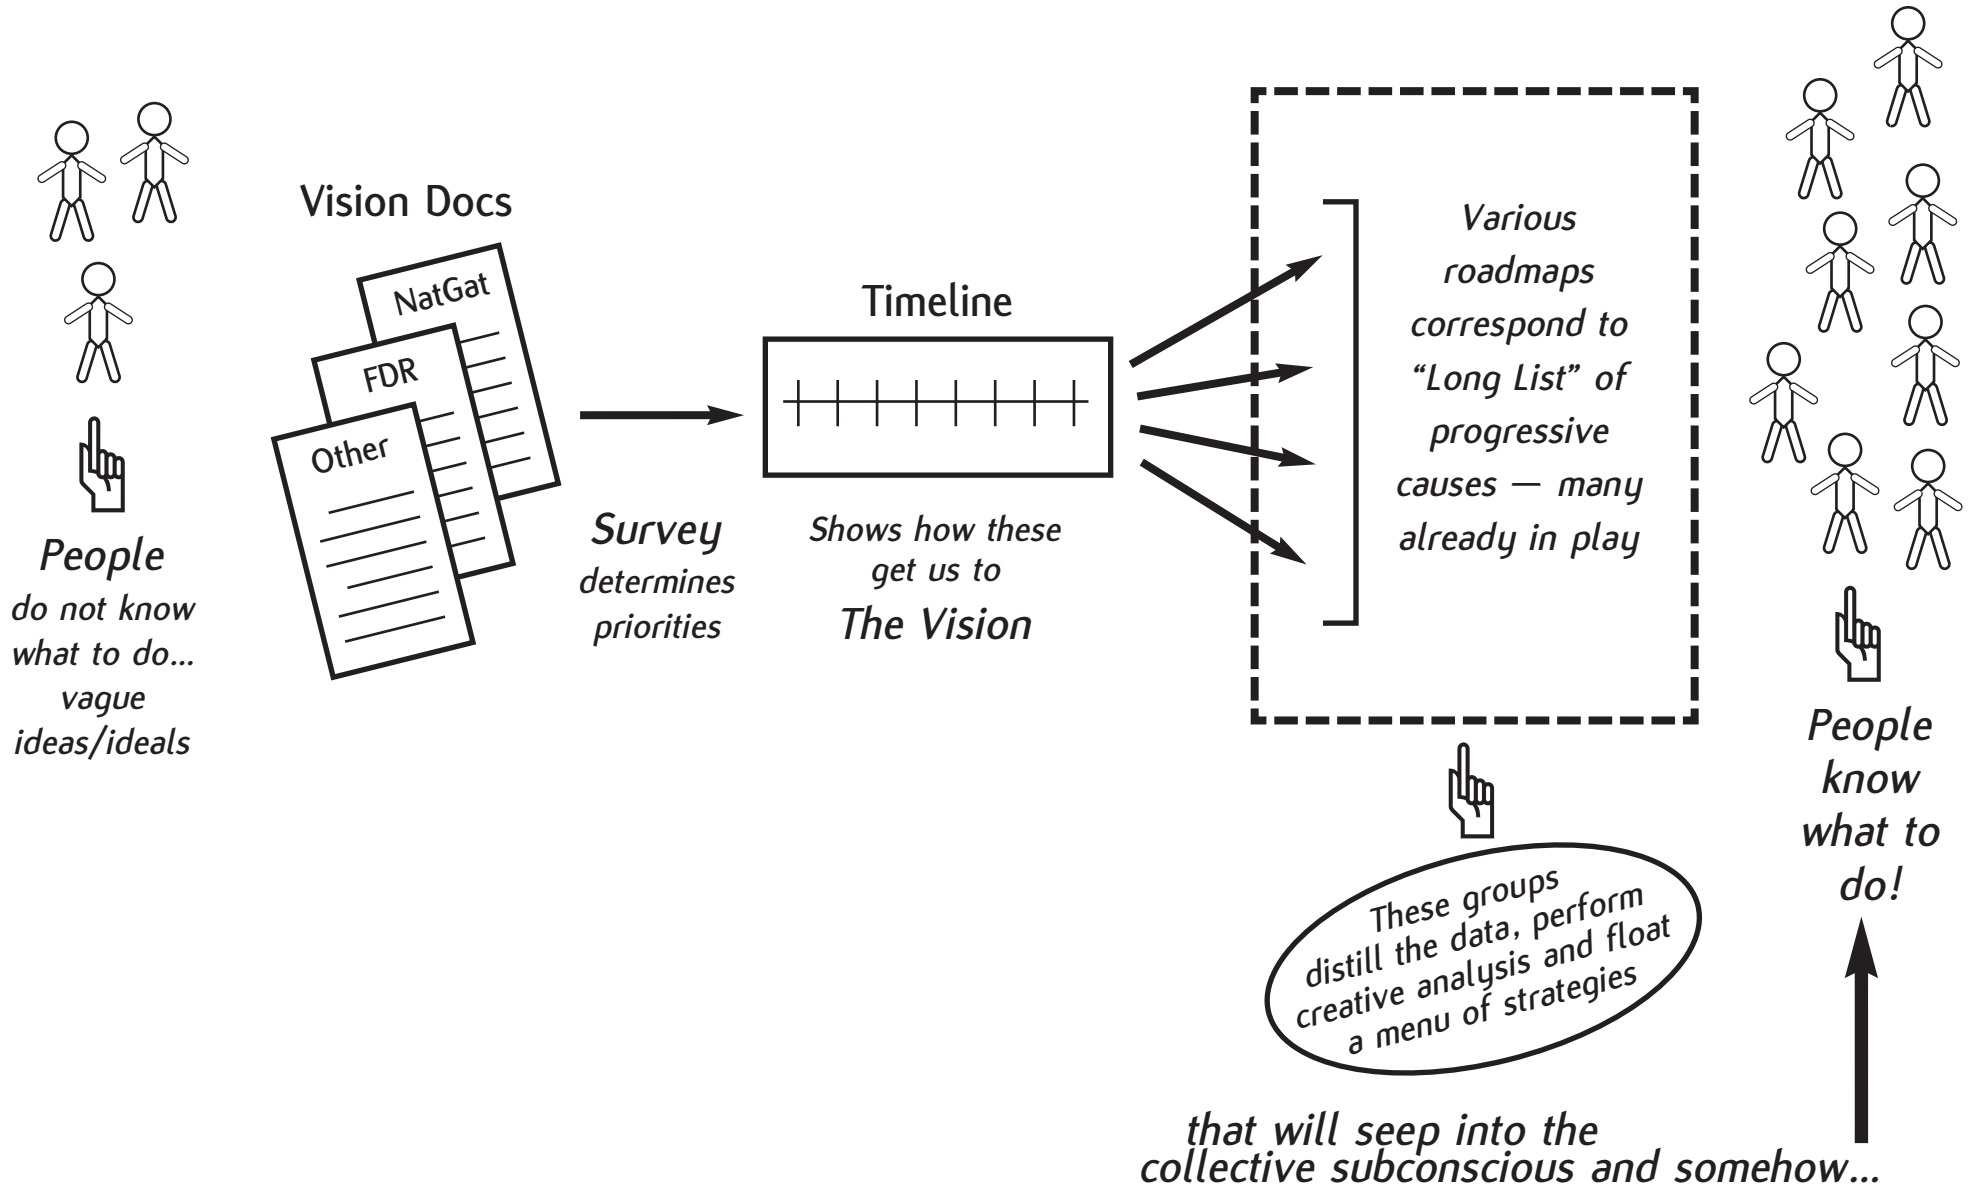 People
do not know
what to do...
vague
ideas/ideals
Vision Docs
NatGat
FDR
Other
Survey
determines
priorities
Timeline
Shows how these
get us to
The Vision
Various
roadmaps
correspond to
“Long List” of
progressive
causes — many
already in play
These groups
distill the data, perform
creative analysis and float
a menu of strategies
that will seep into the
collective subconscious and somehow...
People
know
what to
do!